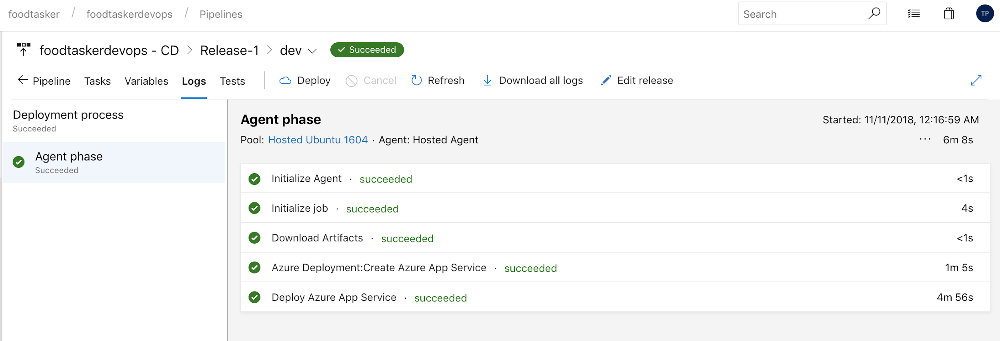 foodtasker / foodtaskerdevops / Pipelines
Search
TP
foodtaskerdevops - CD > Release-1 > dev
Succeeded
Pipeline Tasks Variables Logs Tests Deploy Cancel Refresh Download all logs Edit release
Deployment process
Succeeded
Agent phase
Succeeded
Agent phase
Started: 11/11/2018, 12:16:59 AM
Pool: Hosted Ubuntu 1604 · Agent: Hosted Agent
··· 6m 8s
Initialize Agent · succeeded <1s
Initialize job · succeeded 4s
Download Artifacts · succeeded <1s
Azure Deployment:Create Azure App Service · succeeded 1m 5s
Deploy Azure App Service · succeeded 4m 56s